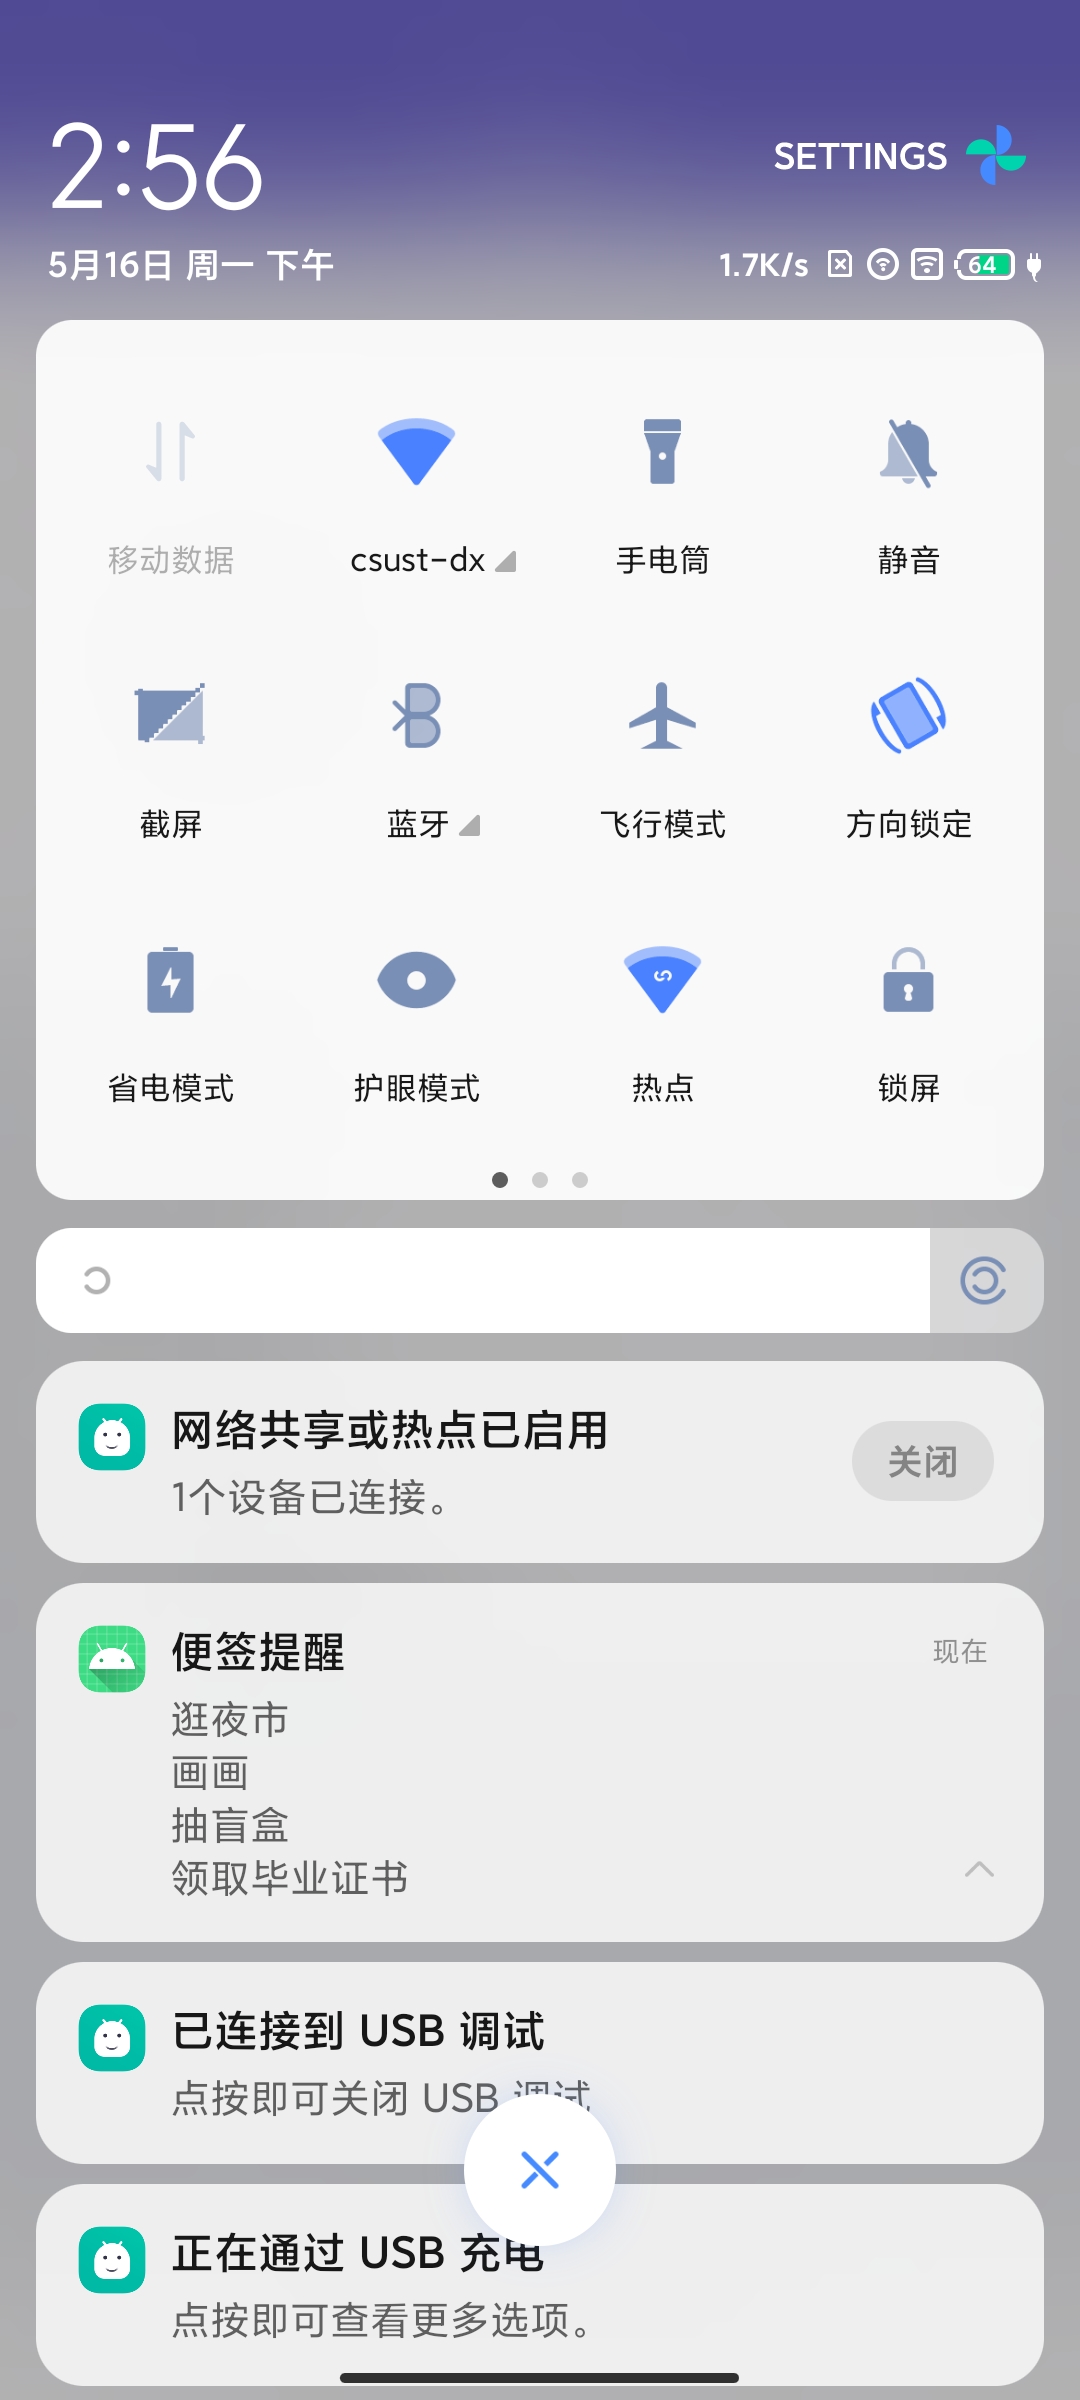 2:56
SETTINGS
5月16日 周一 下午
1.7K/s
64
移动数据
csust-dx
手电筒
静音
截屏
蓝牙
飞行模式
方向锁定
省电模式
护眼模式
热点
锁屏
网络共享或热点已启用
1个设备已连接。
关闭
便签提醒
现在
逛夜市
画画
抽盲盒
领取毕业证书
已连接到 USB 调试
点按即可关闭 USB 调试
正在通过 USB 充电
点按即可查看更多选项。